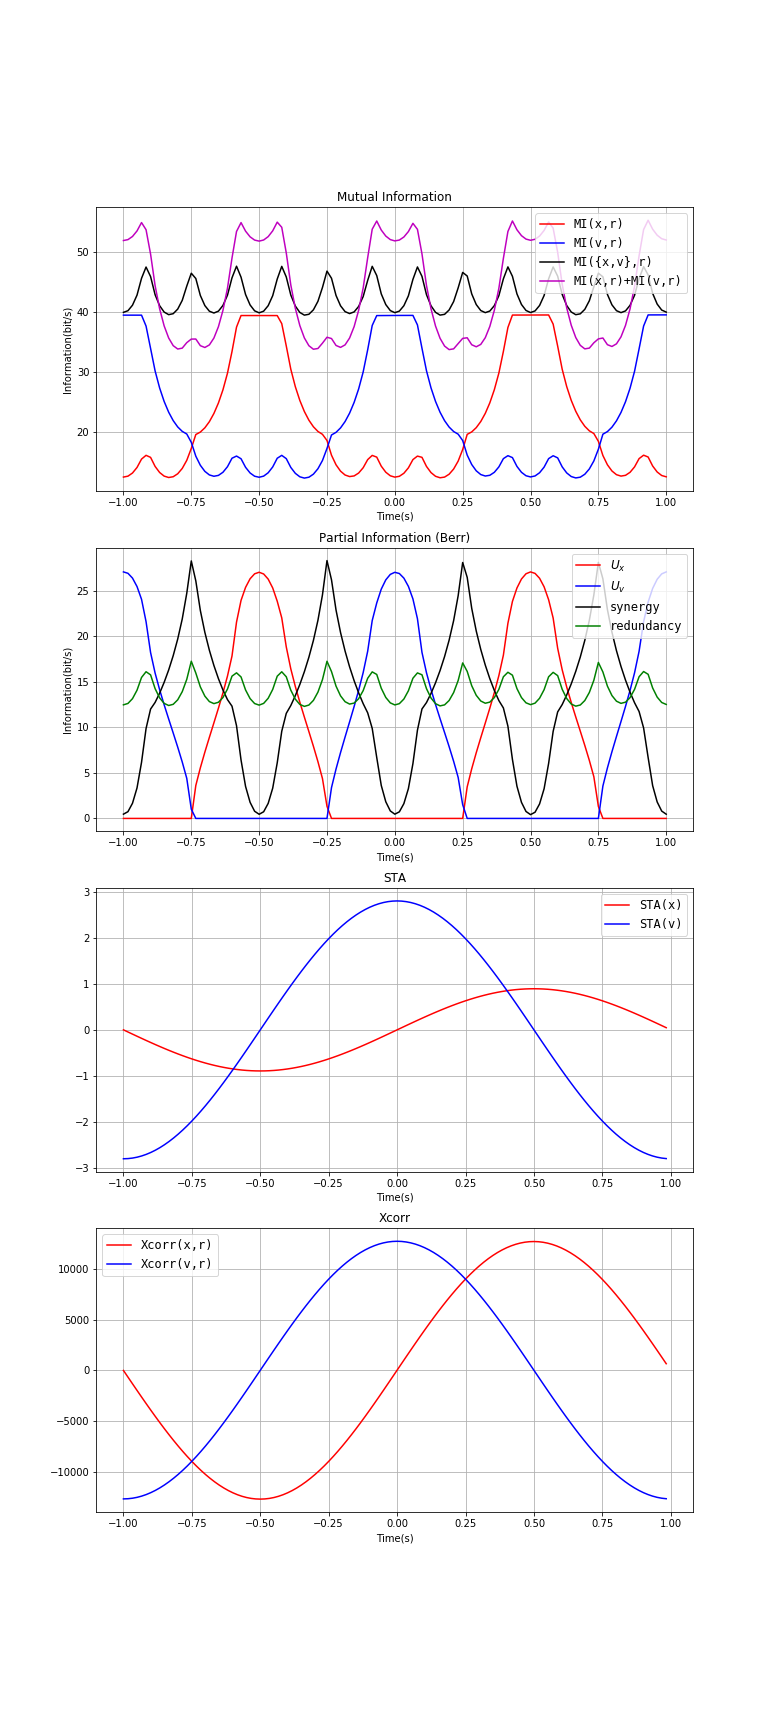 Mutual Information
MI(x,r)
MI(v,r)
MI({x,v},r)
MI(x,r)+MI(v,r)
Information(bit/s)
50
40
30
20
−1.00 −0.75 −0.50 −0.25 0.00 0.25 0.50 0.75 1.00
Time(s)
Partial Information (Berr)
Uₓ
Uᵥ
synergy
redundancy
Information(bit/s)
25
20
15
10
5
0
−1.00 −0.75 −0.50 −0.25 0.00 0.25 0.50 0.75 1.00
Time(s)
STA
STA(x)
STA(v)
3
2
1
0
−1
−2
−3
−1.00 −0.75 −0.50 −0.25 0.00 0.25 0.50 0.75 1.00
Time(s)
Xcorr
Xcorr(x,r)
Xcorr(v,r)
10000
5000
0
−5000
−10000
−1.00 −0.75 −0.50 −0.25 0.00 0.25 0.50 0.75 1.00
Time(s)